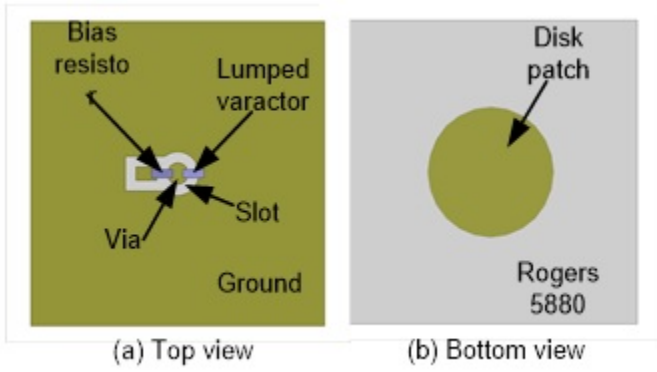 Bias
resisto
r
Lumped
varactor
Via
Slot
Ground
(a) Top view
Disk
patch
Rogers
5880
(b) Bottom view